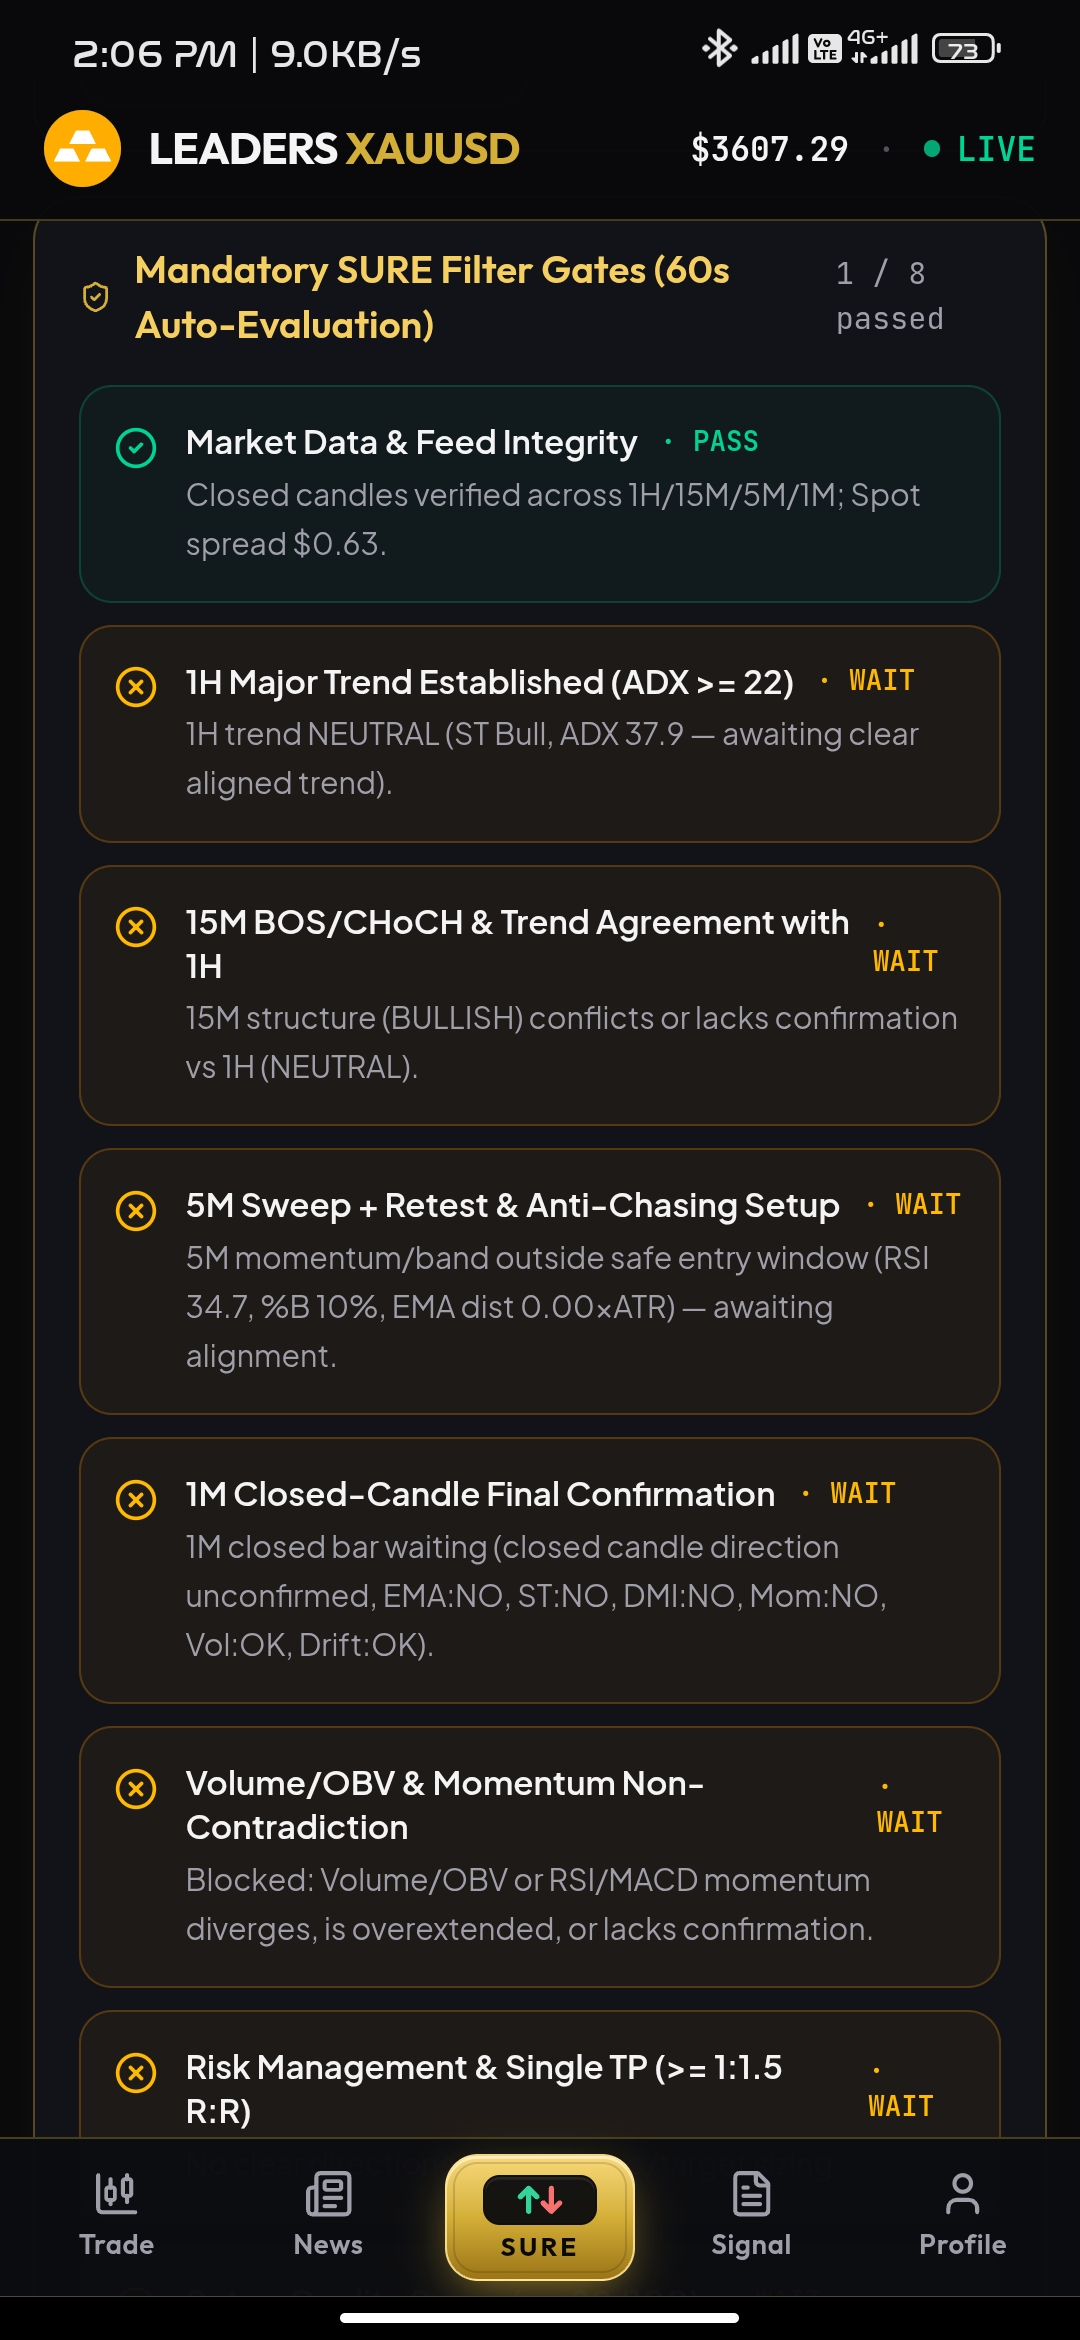 2:06 PM | 9.0KB/s
Vo LTE 4G+ 73
LEADERS XAUUSD $3607.29 · LIVE
Mandatory SURE Filter Gates (60s
Auto-Evaluation)
1 / 8
passed
Market Data & Feed Integrity · PASS
Closed candles verified across 1H/15M/5M/1M; Spot
spread $0.63.
1H Major Trend Established (ADX >= 22) · WAIT
1H trend NEUTRAL (ST Bull, ADX 37.9 — awaiting clear
aligned trend).
15M BOS/CHoCH & Trend Agreement with
1H
· WAIT
15M structure (BULLISH) conflicts or lacks confirmation
vs 1H (NEUTRAL).
5M Sweep + Retest & Anti-Chasing Setup · WAIT
5M momentum/band outside safe entry window (RSI
34.7, %B 10%, EMA dist 0.00×ATR) — awaiting
alignment.
1M Closed-Candle Final Confirmation · WAIT
1M closed bar waiting (closed candle direction
unconfirmed, EMA:NO, ST:NO, DMI:NO, Mom:NO,
Vol:OK, Drift:OK).
Volume/OBV & Momentum Non-
Contradiction
· WAIT
Blocked: Volume/OBV or RSI/MACD momentum
diverges, is overextended, or lacks confirmation.
Risk Management & Single TP (>= 1:1.5
R:R)
· WAIT
Trade News SURE Signal Profile